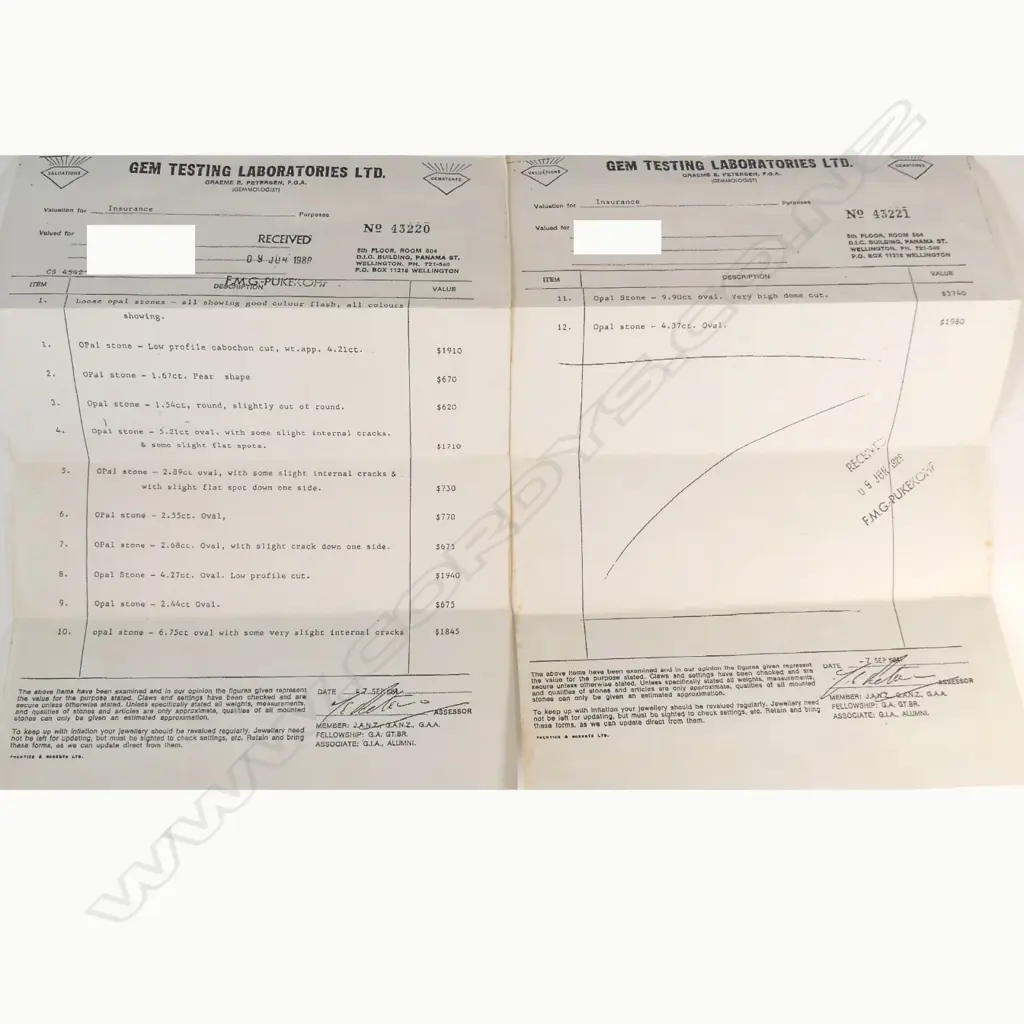 VALUATIONS
GEM TESTING LABORATORIES LTD.
GRAEME E. PETERSEN, F.G.A.
(GEMMOLOGIST)
GEMSTONES
Valuation for Insurance Purposes
Valued for
Nº 43220
RECEIVED
09 JUN 1989
F.M.G. PUKEKOHE
5th FLOOR, ROOM 504
D.I.C. BUILDING, PANAMA ST.
WELLINGTON. PH. 721-540
P.O. BOX 11218 WELLINGTON
CS 4542
ITEM DESCRIPTION VALUE
1. Loose opal stones - all showing good colour flash, all colours
showing.
1. OPal stone - Low profile cabochon cut, wt.app. 4.21ct. $1910
2. OPal stone - 1.67ct. Pear shape $670
3. Opal stone - 1.54ct, round, slightly out of round. $620
4. Opal stone - 5.21ct oval. with some slight internal cracks.
& some slight flat spots. $1710
5. OPal stone - 2.89ct oval, with some slight internal cracks &
with slight flat spot down one side. $730
6. OPal stone - 2.55ct. Oval, $770
7. OPal stone - 2.68ct. Oval, with slight crack down one side. $675
8. Opal Stone - 4.27ct. Oval. Low profile cut. $1940
9. Opal stone - 2.44ct Oval. $675
10. opal stone - 6.75ct oval with some very slight internal cracks $1845
The above items have been examined and in our opinion the figures given represent
the value for the purpose stated. Claws and settings have been checked and are
secure unless otherwise stated. Unless specifically stated all weights, measurements,
and qualities of stones and articles are only approximate, qualities of all mounted
stones can only be given an estimated approximation.
To keep up with inflation your jewellery should be revalued regularly. Jewellery need
not be left for updating, but must be sighted to check settings, etc. Retain and bring
these forms, as we can update direct from them.
PRENTICE & ROBERTS LTD.
DATE -7 SEP
ASSESSOR
MEMBER: J.A.N.Z., G.A.N.Z., G.A.A.
FELLOWSHIP: G.A. GT.BR.
ASSOCIATE: G.I.A., ALUMNI.
VALUATIONS
GEM TESTING LABORATORIES LTD.
GRAEME E. PETERSEN, F.G.A.
(GEMMOLOGIST)
GEMSTONES
Valuation for Insurance Purposes
Valued for
Nº 43221
5th FLOOR, ROOM 504
D.I.C. BUILDING, PANAMA ST.
WELLINGTON. PH. 721-540
P.O. BOX 11218 WELLINGTON
ITEM DESCRIPTION VALUE
11. Opal Stone - 9.90ct oval. Very high dome cut. $3740
12. Opal stone - 4.37ct. Oval. $1980
RECEIVED
09 JUN 1989
F.M.G. PUKEKOHE
The above items have been examined and in our opinion the figures given represent
the value for the purpose stated. Claws and settings have been checked and are
secure unless otherwise stated. Unless specifically stated all weights, measurements,
and qualities of stones and articles are only approximate, qualities of all mounted
stones can only be given an estimated approximation.
To keep up with inflation your jewellery should be revalued regularly. Jewellery need
not be left for updating, but must be sighted to check settings, etc. Retain and bring
these forms, as we can update direct from them.
PRENTICE & ROBERTS LTD.
DATE -7 SEP
ASSESSOR
MEMBER: J.A.N.Z., G.A.N.Z., G.A.A.
FELLOWSHIP: G.A. GT.BR.
ASSOCIATE: G.I.A., ALUMNI.
WWW.CORDYS.CO.NZ